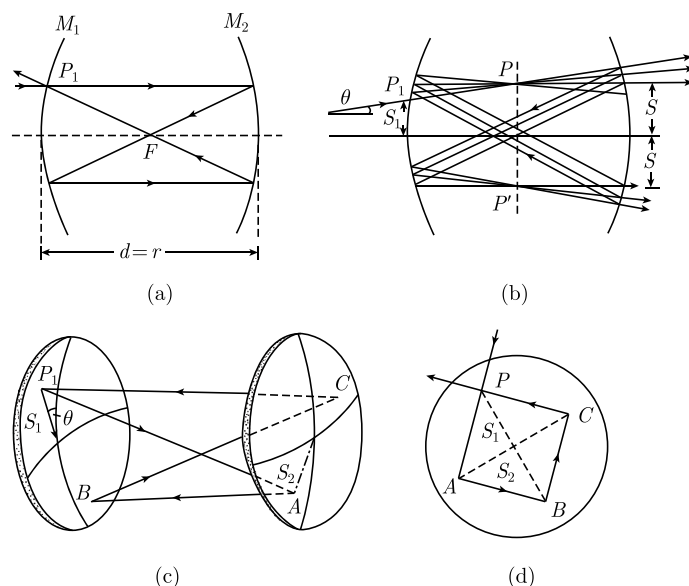 M₁
M₂
P₁
F
d=r
(a)
P
P₁
θ
S₁
S
S
P′
(b)
P₁
S₁
θ
C
S₂
B
A
(c)
P
C
S₁
S₂
A
B
(d)